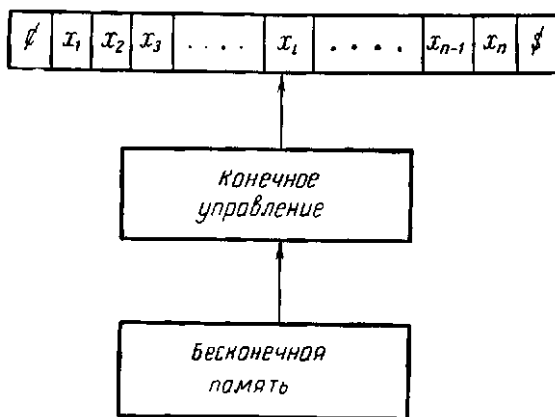 ¢ x₁ x₂ x₃ .... xᵢ .... xₙ₋₁ xₙ $
Конечное
управление
Бесконечная
память